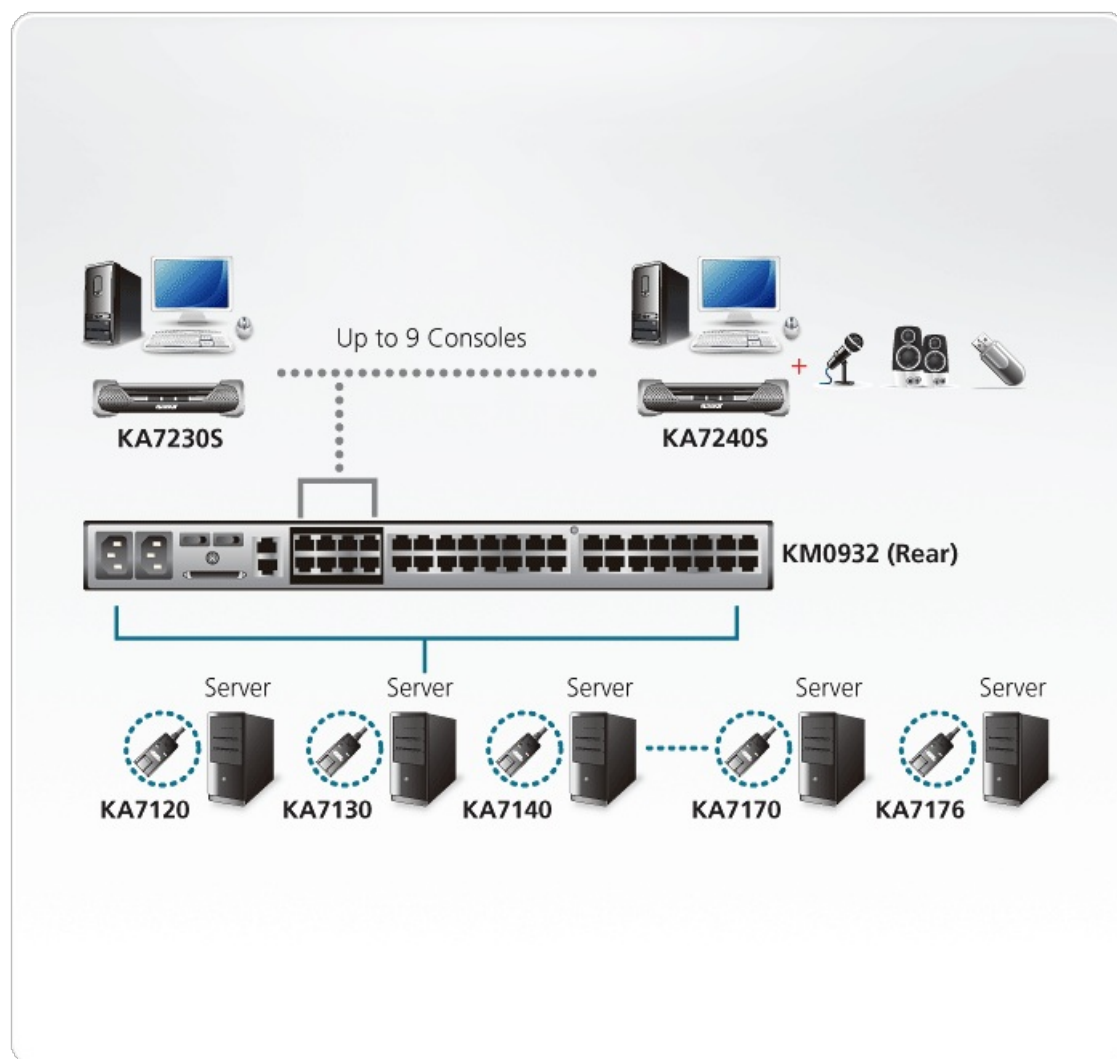 Up to 9 Consoles
KA7230S
KA7240S
KM0932 (Rear)
Server
Server
Server
Server
Server
KA7120
KA7130
KA7140
KA7170
KA7176